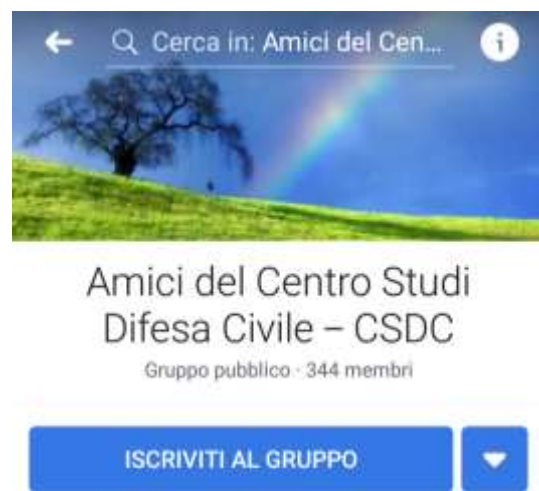 Cerca in: Amici del Cen...
Amici del Centro Studi
Difesa Civile – CSDC
Gruppo pubblico · 344 membri
ISCRIVITI AL GRUPPO